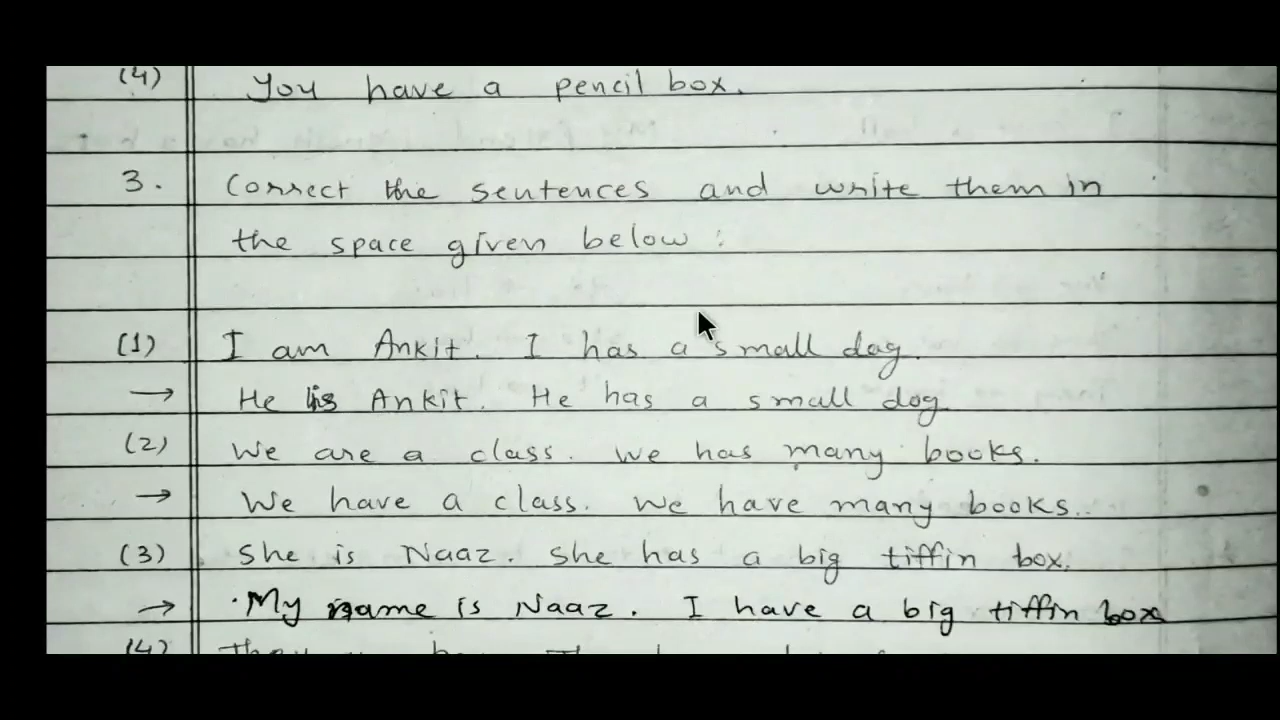 (4) You have a pencil box.
3. Correct the sentences and write them in
the space given below :
(1) I am Ankit. I has a small dog.
→ He is Ankit. He has a small dog
(2) We are a class. We has many books.
→ We have a class. We have many books.
(3) She is Naaz. She has a big tiffin box.
→ My name is Naaz. I have a big tiffin box
(4)